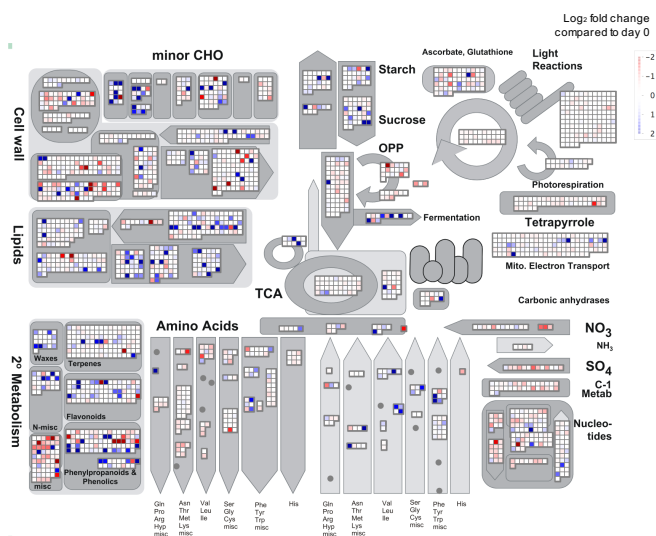 Log2 fold change
compared to day 0
-2
-1
0
1
2
minor CHO
Cell wall
Lipids
Starch
Sucrose
OPP
Fermentation
TCA
Ascorbate, Glutathione
Light
Reactions
Photorespiration
Tetrapyrrole
Mito. Electron Transport
Carbonic anhydrases
2° Metabolism
Waxes
Terpenes
Flavonoids
N-misc
Phenylpropanoids &
Phenolics
misc
Amino Acids
NO3
NH3
SO4
C-1
Metab
Nucleo-
tides
Gln
Pro
Arg
Hyp
misc
Asn
Thr
Met
Lys
misc
Val
Leu
Ile
Ser
Gly
Cys
misc
Phe
Tyr
Trp
misc
His
Gln
Pro
Arg
Hyp
misc
Asn
Thr
Met
Lys
misc
Val
Leu
Ile
Ser
Gly
Cys
misc
Phe
Tyr
Trp
misc
His